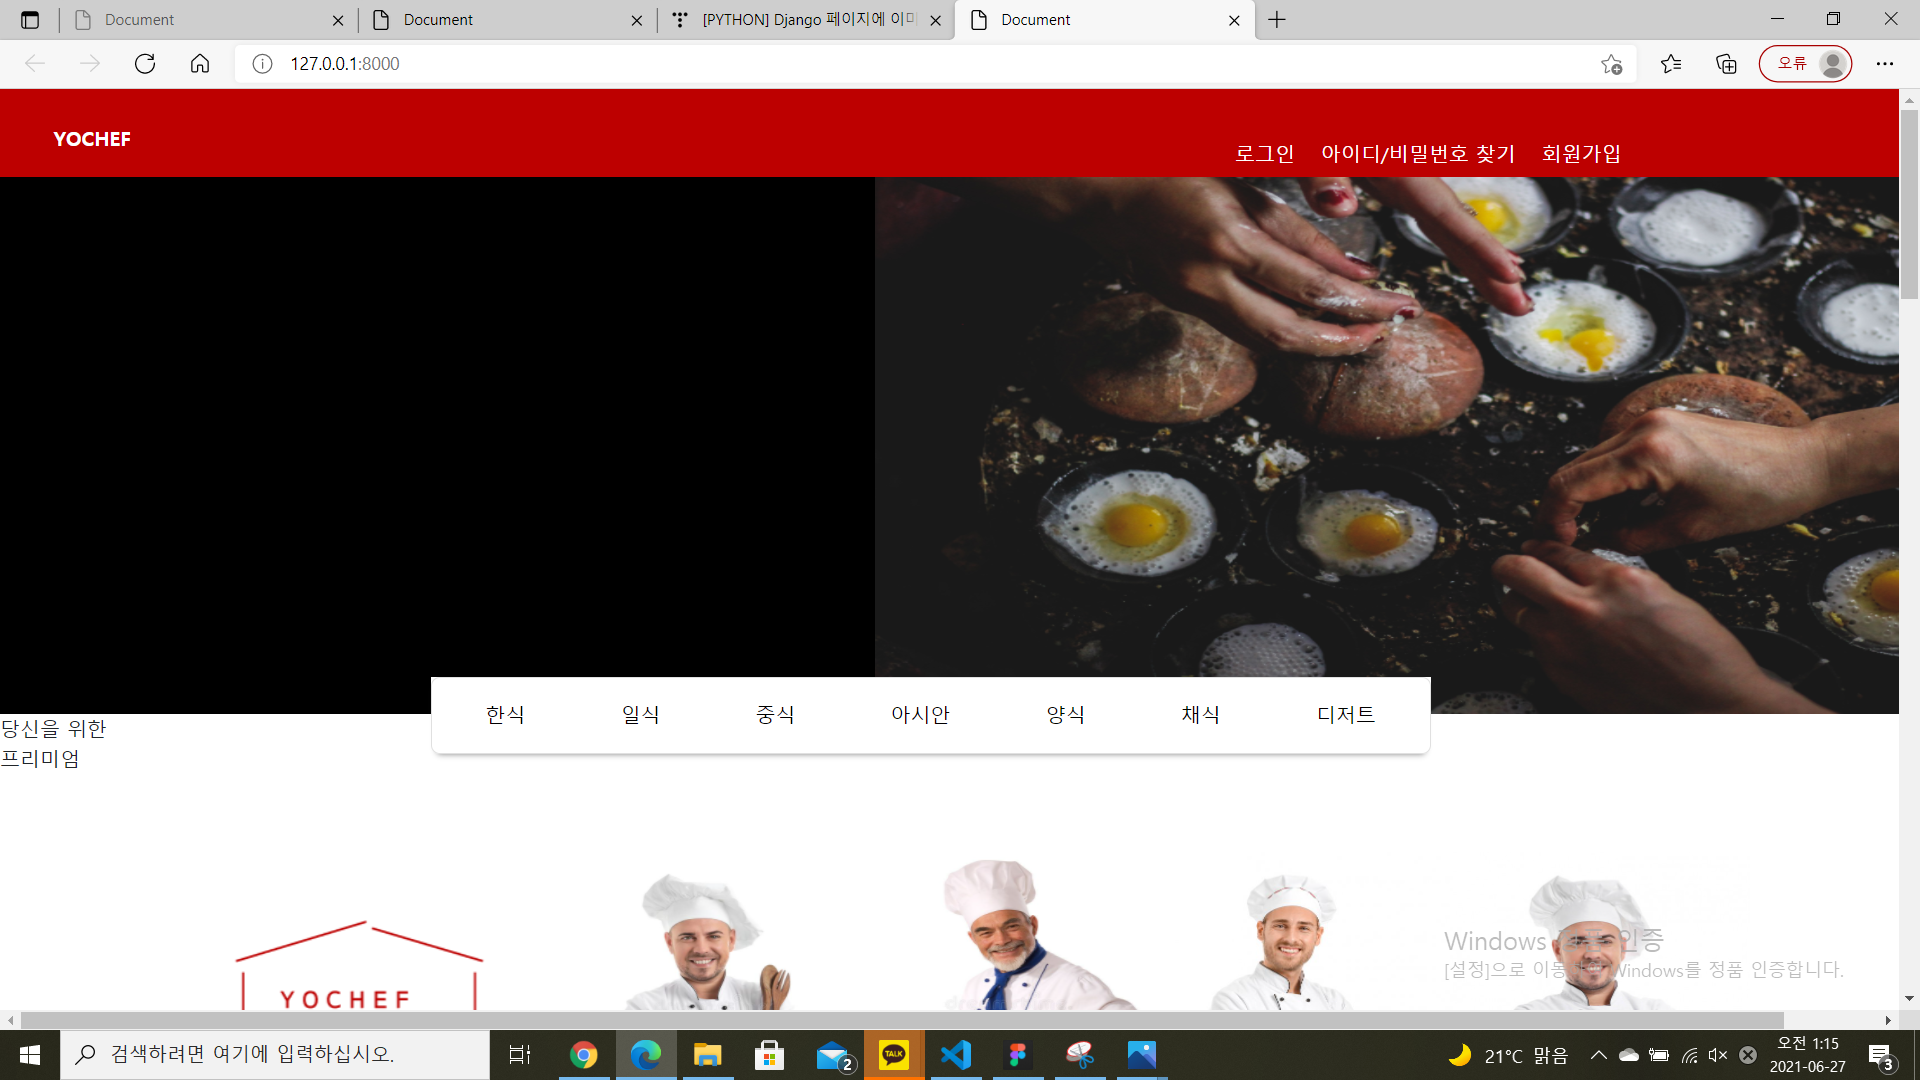 Document
Document
[PYTHON] Django 페이지에 이미
Document
127.0.0.1:8000
오류
YOCHEF
로그인 아이디/비밀번호 찾기 회원가입
한식 일식 중식 아시안 양식 채식 디저트
당신을 위한
프리미엄
YOCHEF
Windows 인증
[설정]으로 이동 Windows를 정품 인증합니다.
검색하려면 여기에 입력하십시오.
TALK
2
21°C 맑음
오전 1:15
2021-06-27
3